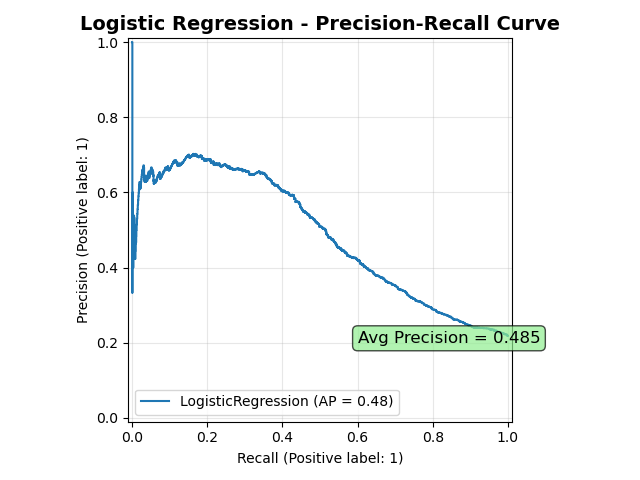 Logistic Regression - Precision-Recall Curve
1.0
0.8
0.6
0.4
0.2
0.0
Precision (Positive label: 1)
Avg Precision = 0.485
LogisticRegression (AP = 0.48)
0.0 0.2 0.4 0.6 0.8 1.0
Recall (Positive label: 1)